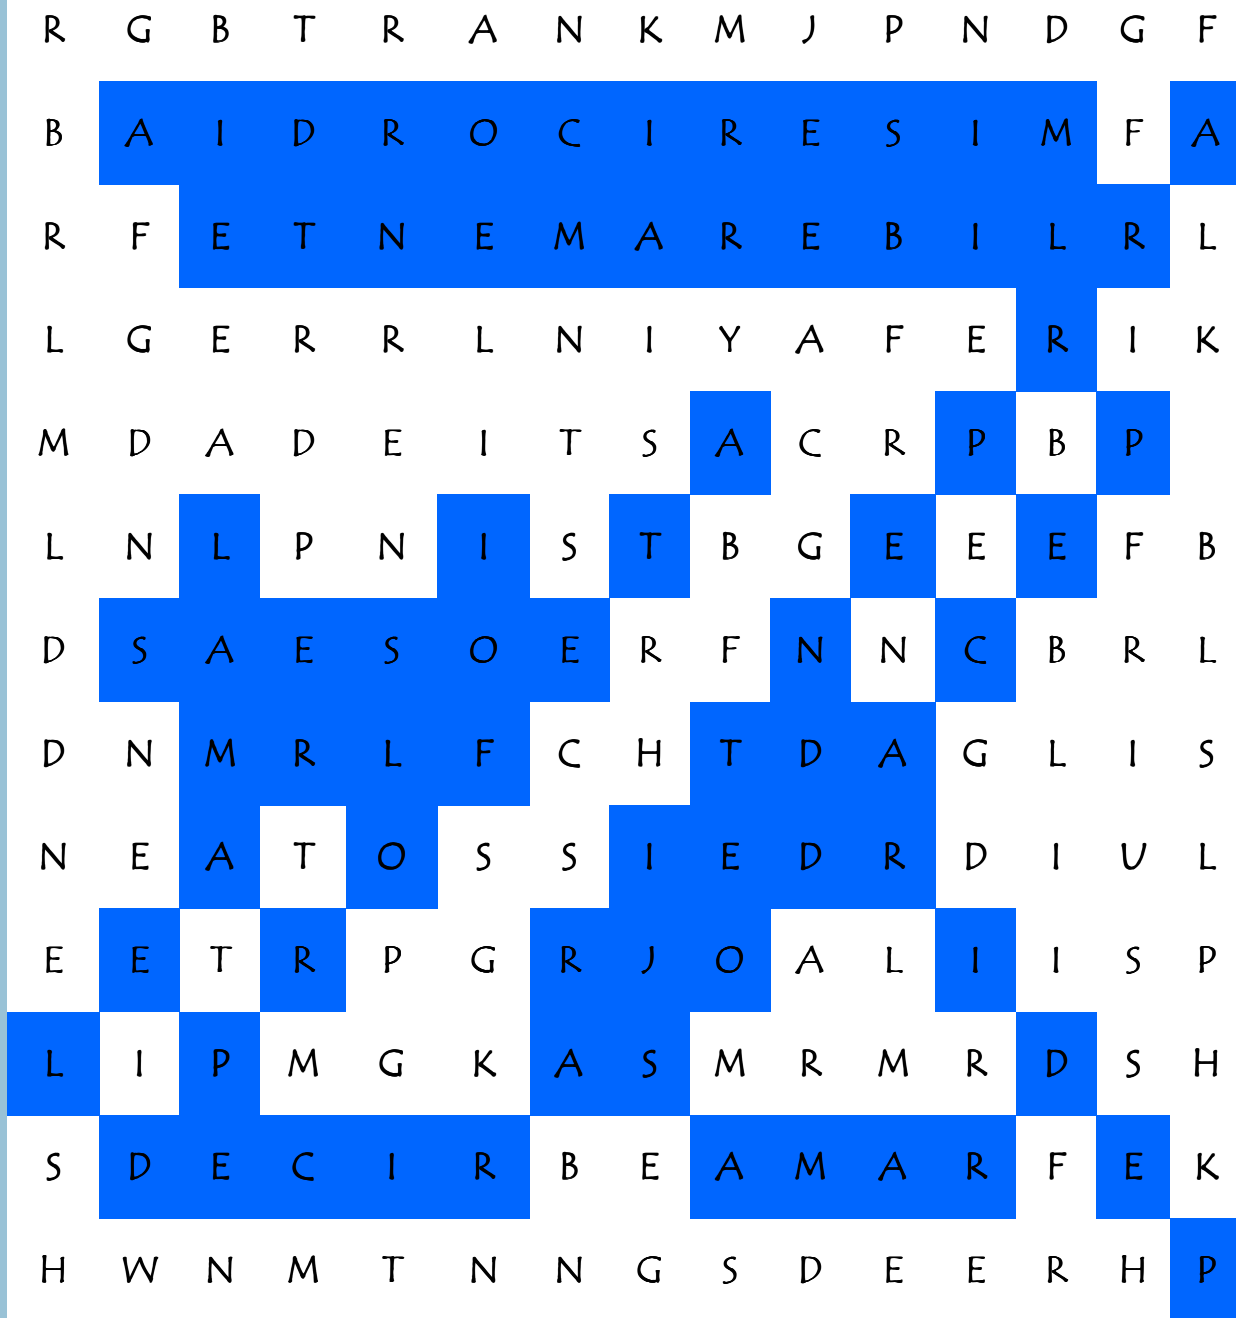 R G B T R A N K M J P N D G F
B A I D R O C I R E S I M F A
R F E T N E M A R E B I L R L
L G E R R L N I Y A F E R I K
M D A D E I T S A C R P B P
L N L P N I S T B G E E E F B
D S A E S O E R F N N C B R L
D N M R L F C H T D A G L I S
N E A T O S S I E D R D I U L
E E T R P G R J O A L I I S P
L I P M G K A S M R M R D S H
S D E C I R B E A M A R F E K
H W N M T N N G S D E E R H P